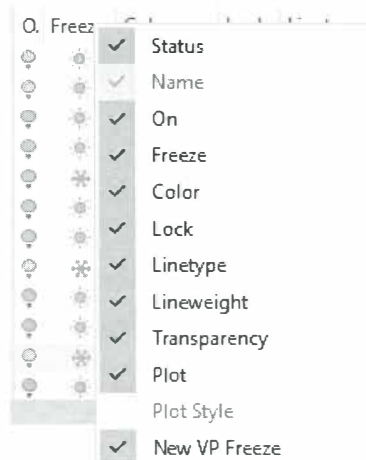 O. Freez
Status
Name
On
Freeze
Color
Lock
Linetype
Lineweight
Transparency
Plot
Plot Style
New VP Freeze